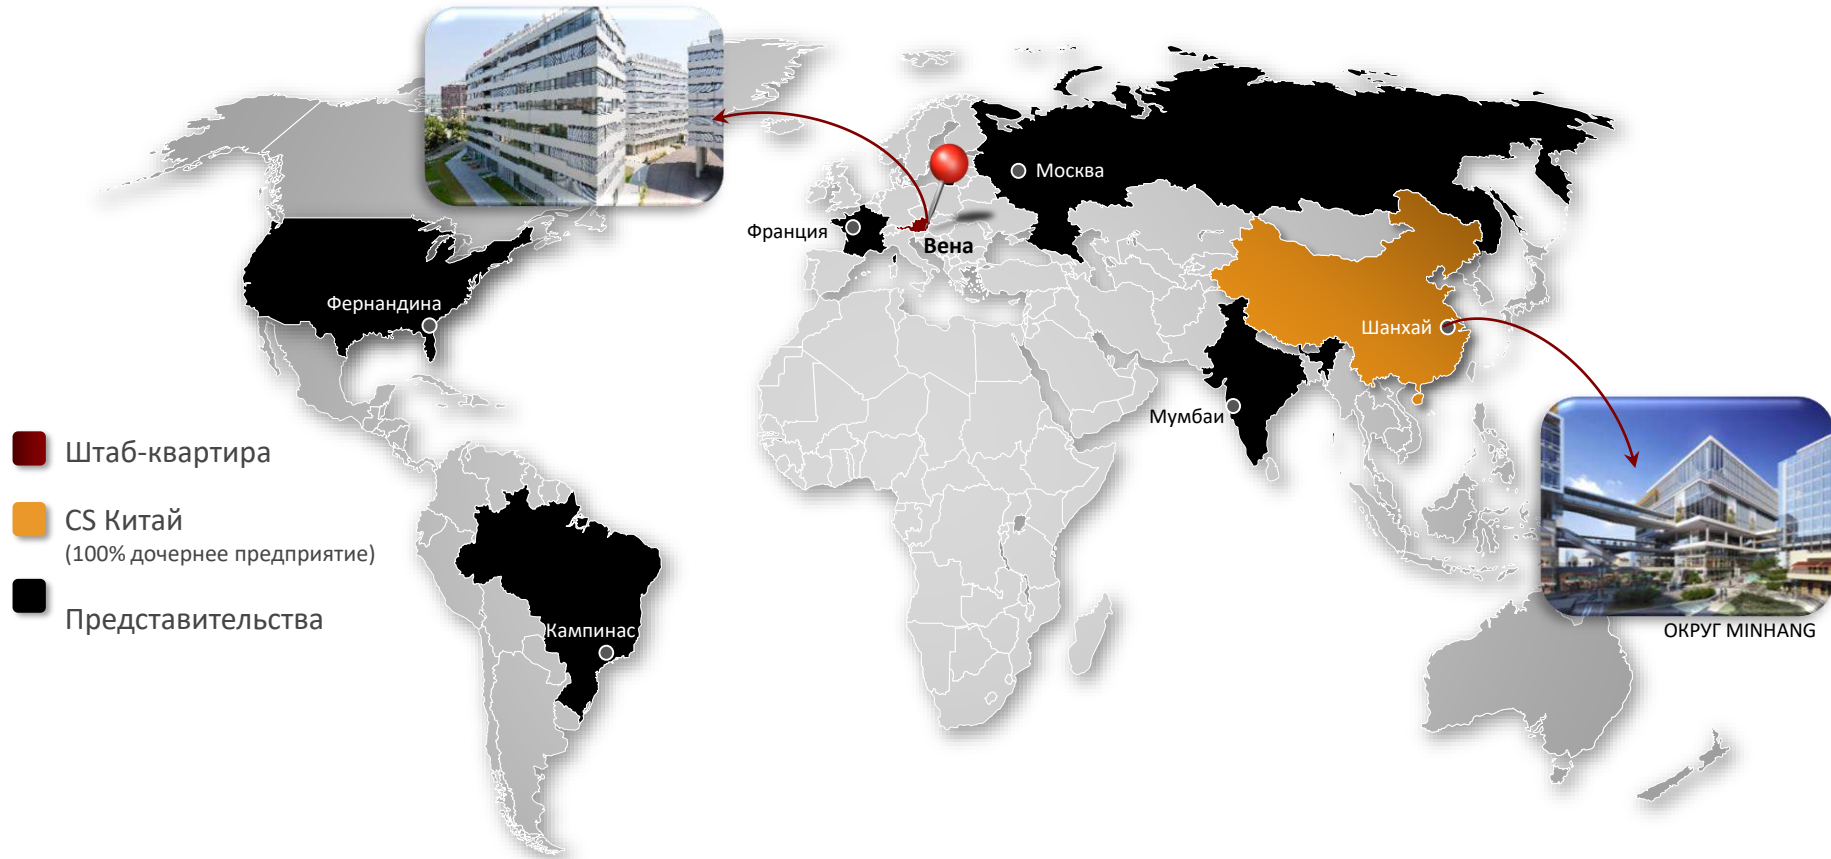 Москва
Франция
Вена
Фернандина
Шанхай
Мумбаи
Штаб-квартира
CS Китай
(100% дочернее предприятие)
Представительства
Кампинас
ОКРУГ MINHANG